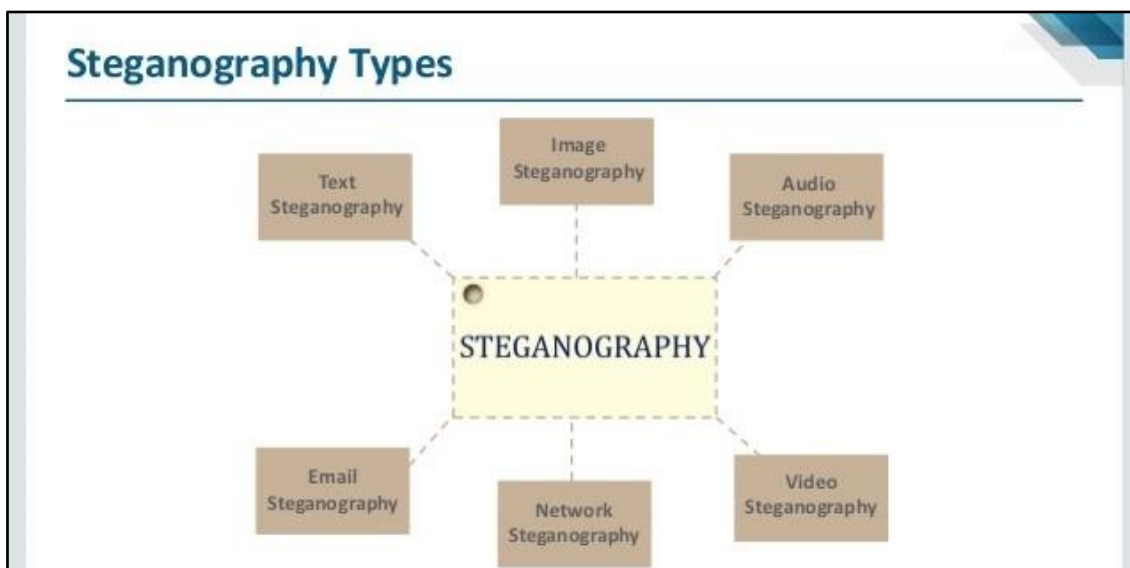 Steganography Types
Image
Steganography
Text
Steganography
Audio
Steganography
STEGANOGRAPHY
Email
Steganography
Network
Steganography
Video
Steganography